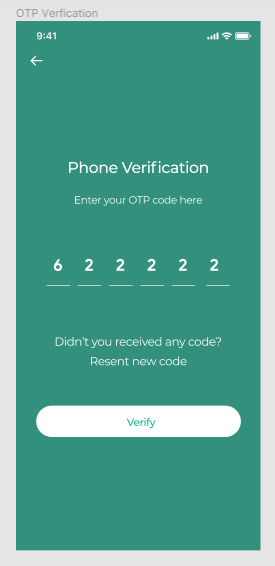 OTP Verfication
9:41
Phone Verification
Enter your OTP code here
6 2 2 2 2 2
Didn't you received any code?
Resent new code
Verify